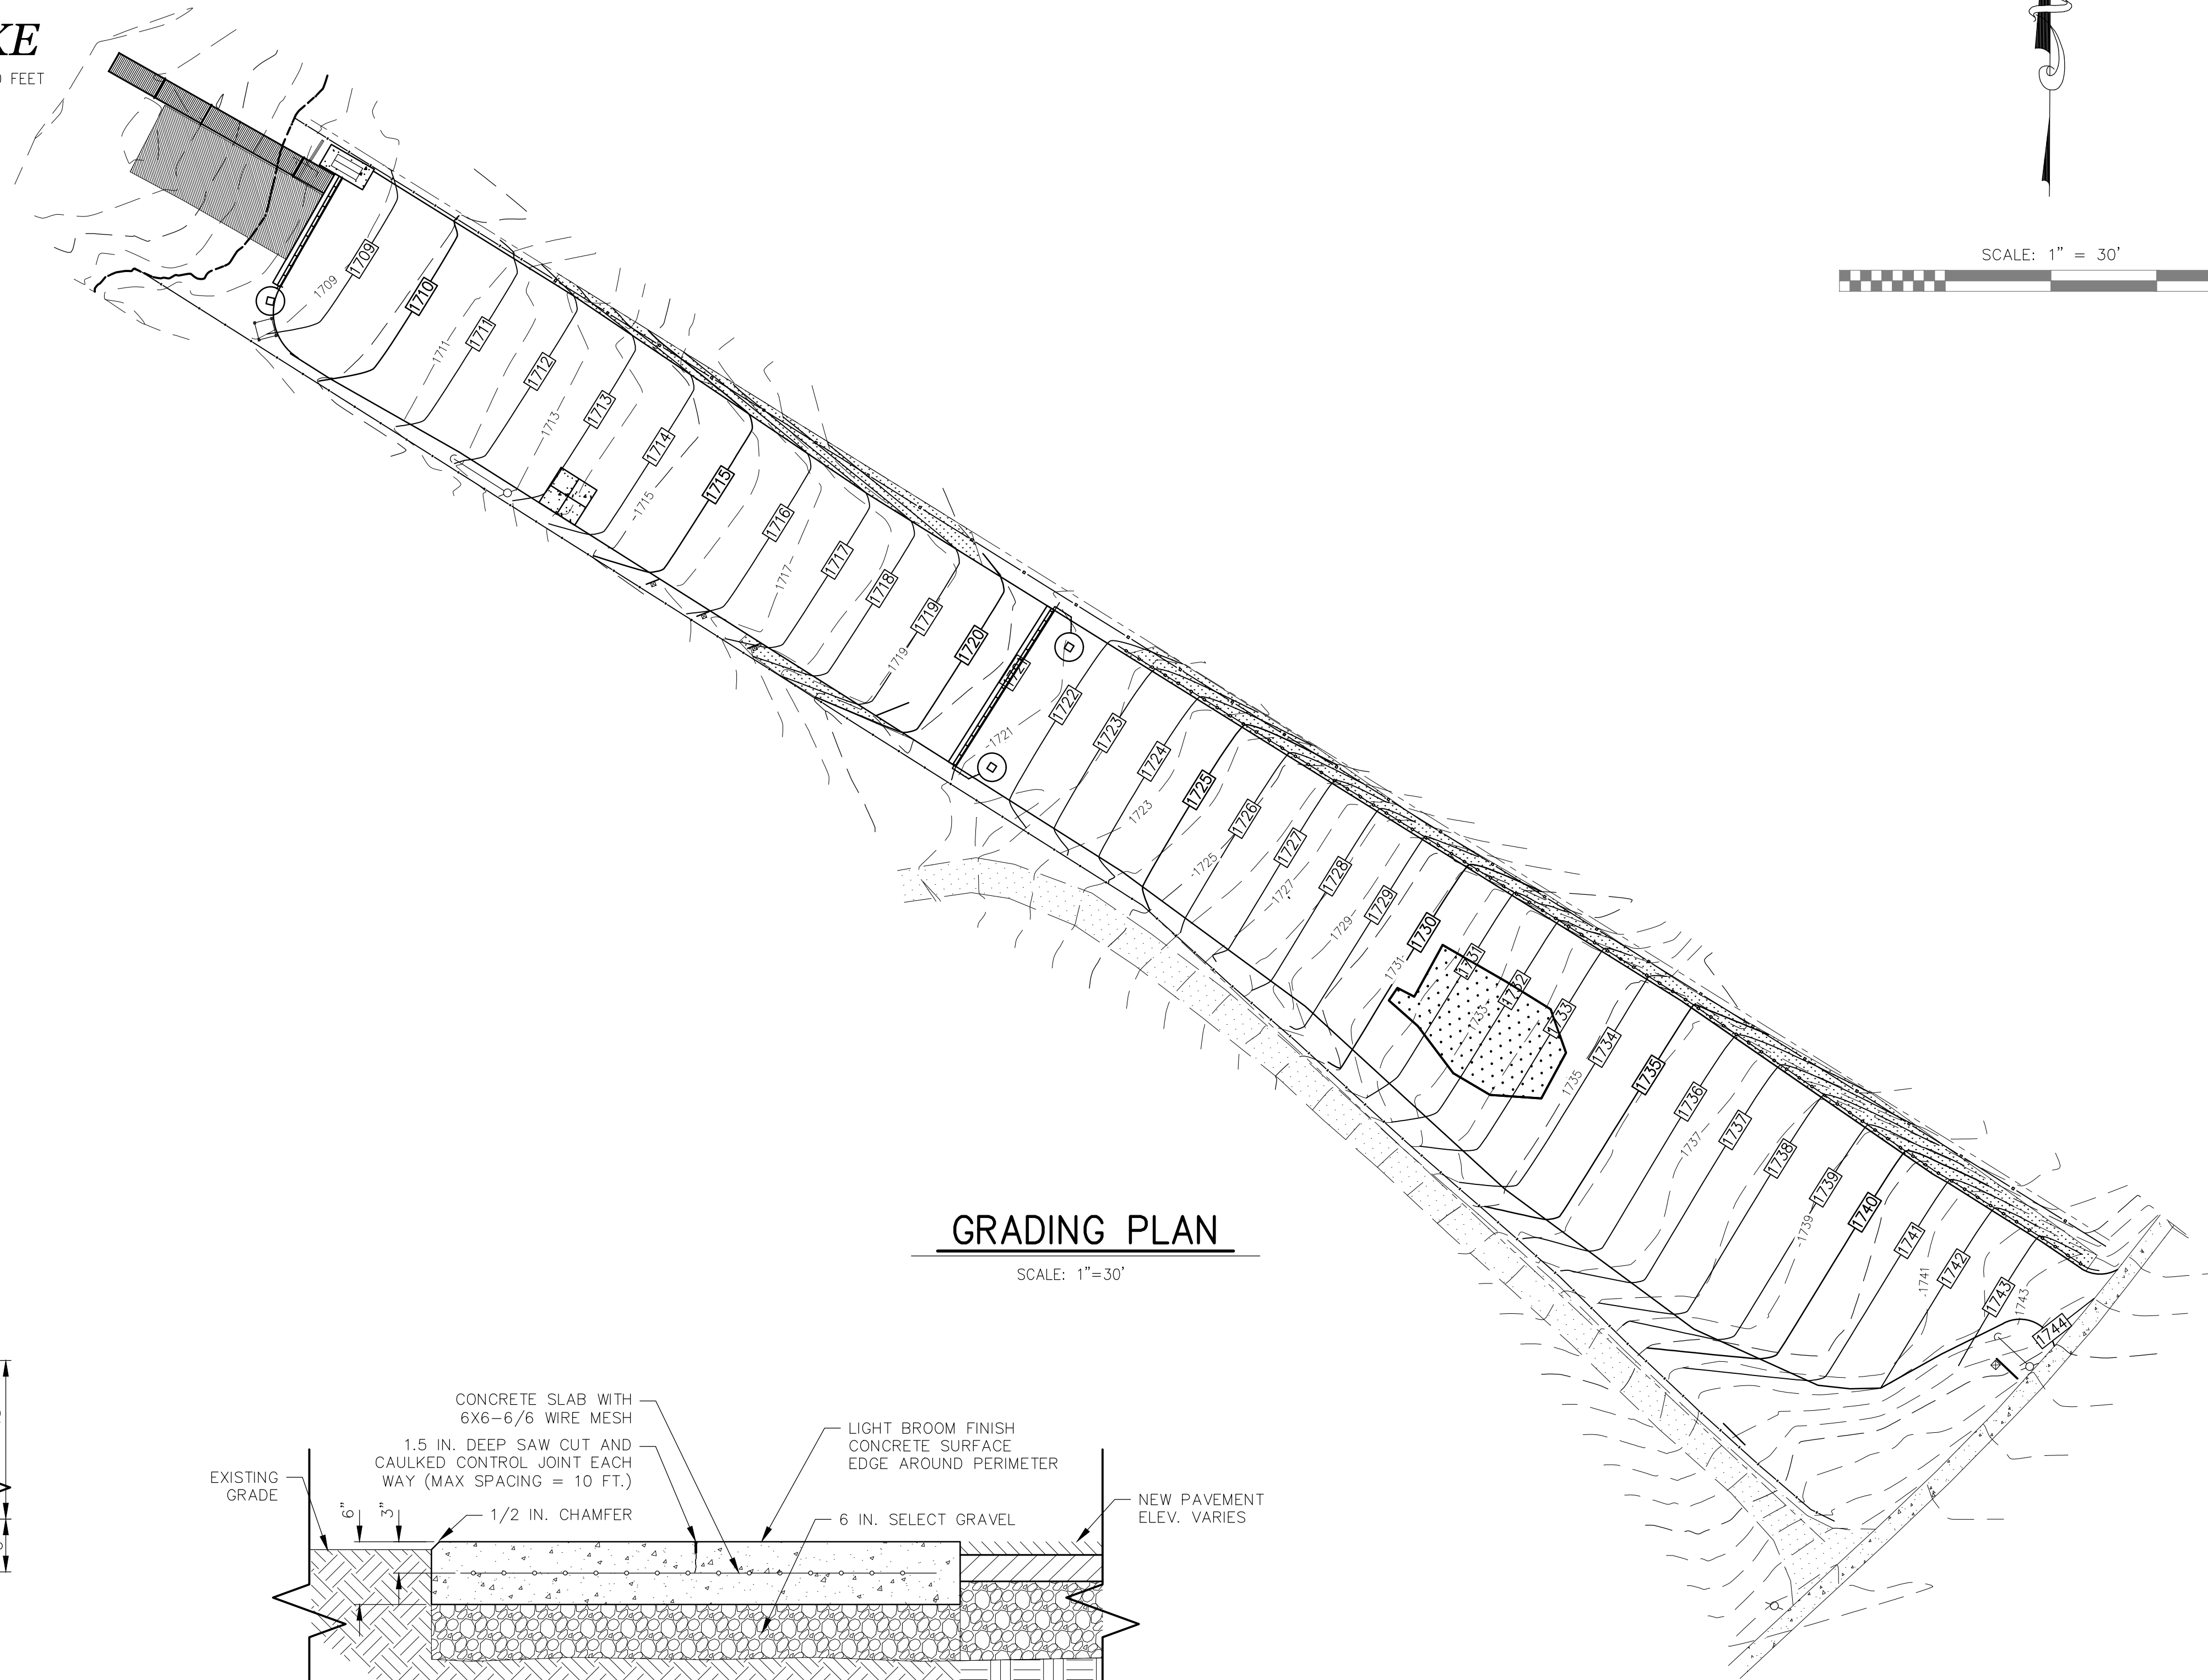 KE
FEET
SCALE: 1" = 30'
1709
1709
1710
1711
1711
1712
1713
1713
1714
1715
1715
1716
1717
1717
1718
1719
1719
1720
1721
1721
1722
1723
1723
1724
1725
1725
1726
1727
1727
1728
1729
1729
1730
1731
1731
1732
1733
1733
1734
1735
1735
1736
1737
1737
1738
1739
1739
1740
1741
1741
1742
1743
1743
1744
GRADING PLAN
SCALE: 1"=30'
CONCRETE SLAB WITH
6X6-6/6 WIRE MESH
1.5 IN. DEEP SAW CUT AND
CAULKED CONTROL JOINT EACH
WAY (MAX SPACING = 10 FT.)
LIGHT BROOM FINISH
CONCRETE SURFACE
EDGE AROUND PERIMETER
EXISTING
GRADE
6"
3"
1/2 IN. CHAMFER
6 IN. SELECT GRAVEL
NEW PAVEMENT
ELEV. VARIES